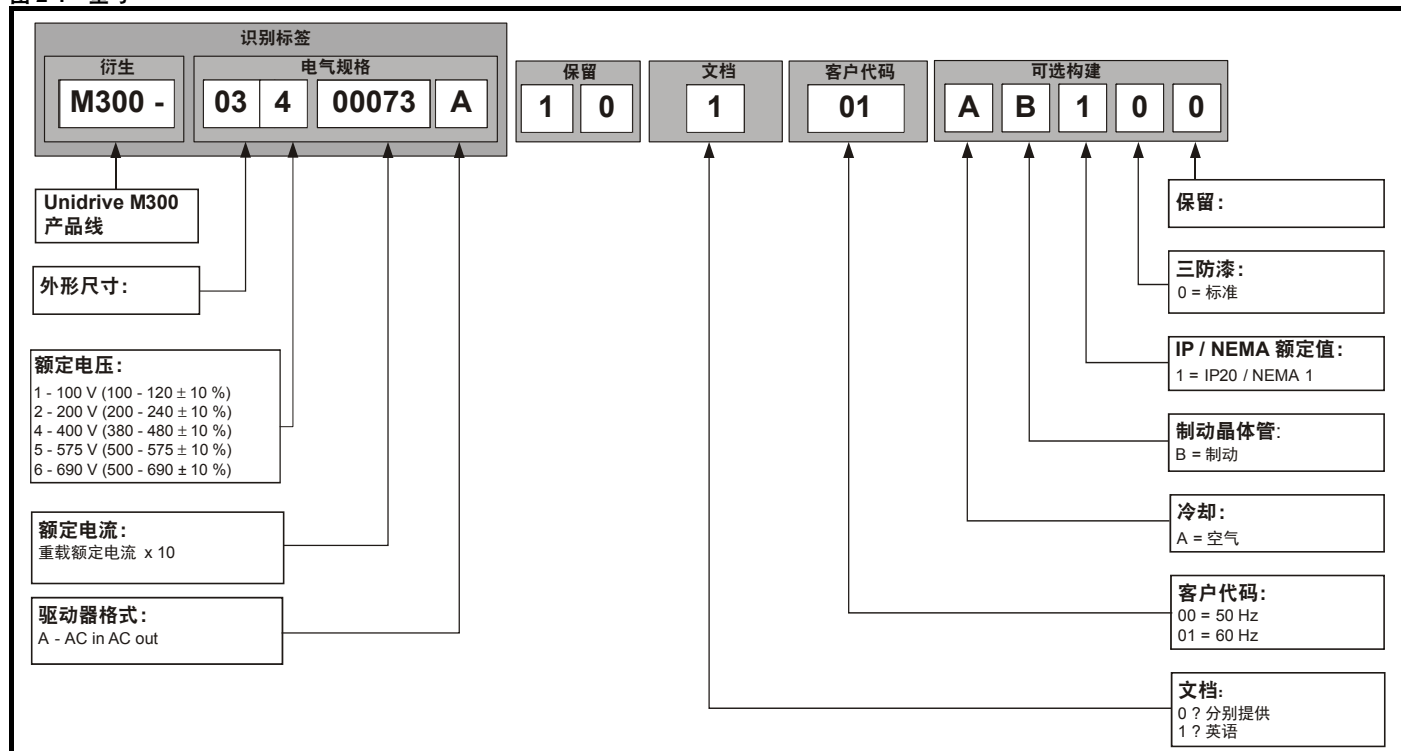 识别标签
衍生 电气规格 保留 文档 客户代码 可选构建
M300 - 03 4 00073 A 1 0 1 01 A B 1 0 0
Unidrive M300
产品线
外形尺寸：
额定电压：
1 - 100 V (100 - 120 ± 10 %)
2 - 200 V (200 - 240 ± 10 %)
4 - 400 V (380 - 480 ± 10 %)
5 - 575 V (500 - 575 ± 10 %)
6 - 690 V (500 - 690 ± 10 %)
额定电流：
重载额定电流 x 10
驱动器格式：
A - AC in AC out
保留：
三防漆：
0 = 标准
IP / NEMA 额定值：
1 = IP20 / NEMA 1
制动晶体管:
B = 制动
冷却：
A = 空气
客户代码：
00 = 50 Hz
01 = 60 Hz
文档：
0 ? 分别提供
1 ? 英语